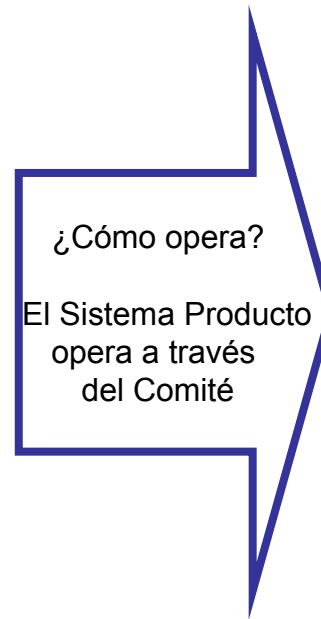 ¿Cómo opera?
El Sistema Producto
opera a través
del Comité